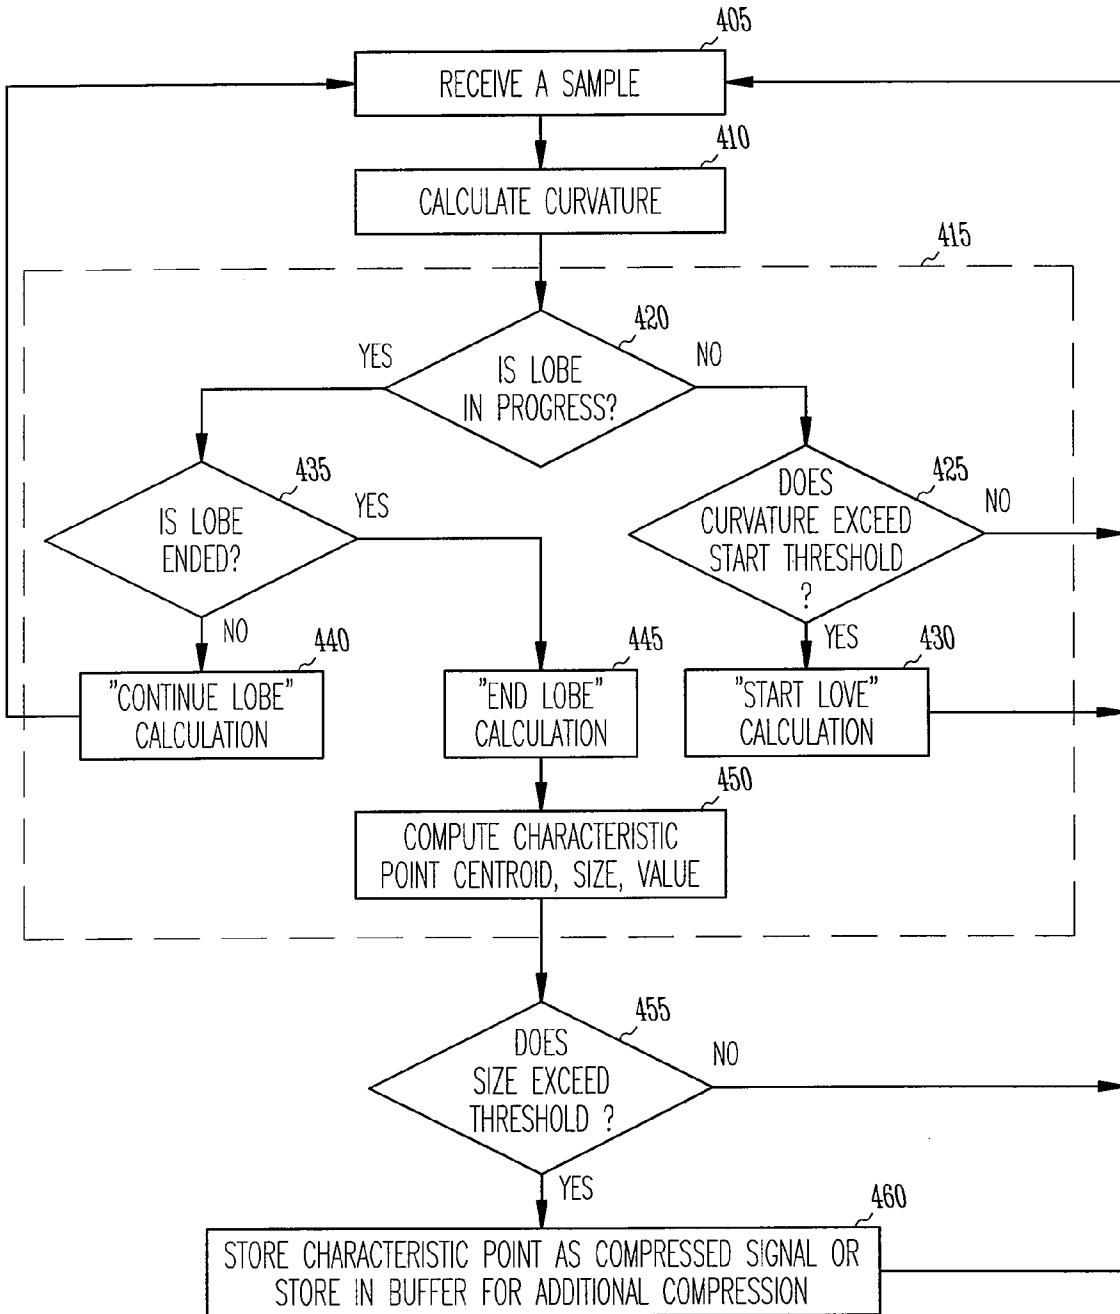 405
RECEIVE A SAMPLE
410
CALCULATE CURVATURE
415
420
YES
NO
IS LOBE
IN PROGRESS?
435
YES
IS LOBE
ENDED?
NO
425
NO
DOES
CURVATURE EXCEED
START THRESHOLD
?
YES
440
"CONTINUE LOBE"
CALCULATION
445
"END LOBE"
CALCULATION
430
"START LOVE"
CALCULATION
450
COMPUTE CHARACTERISTIC
POINT CENTROID, SIZE, VALUE
455
NO
DOES
SIZE EXCEED
THRESHOLD ?
YES
460
STORE CHARACTERISTIC POINT AS COMPRESSED SIGNAL OR
STORE IN BUFFER FOR ADDITIONAL COMPRESSION